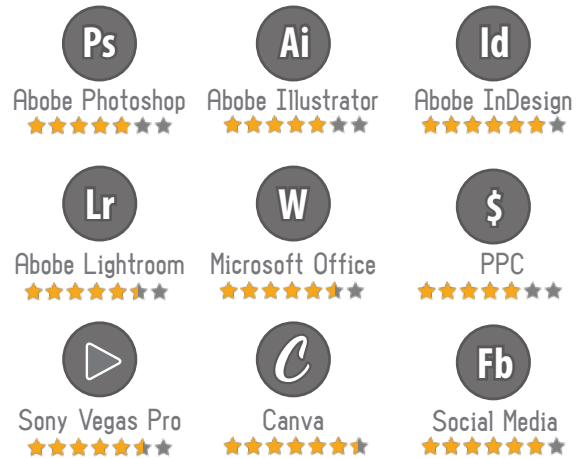 Ps Ai Id
Abobe Photoshop Abobe Illustrator Abobe InDesign
Lr W $
Abobe Lightroom Microsoft Office PPC
C Fb
Sony Vegas Pro Canva Social Media